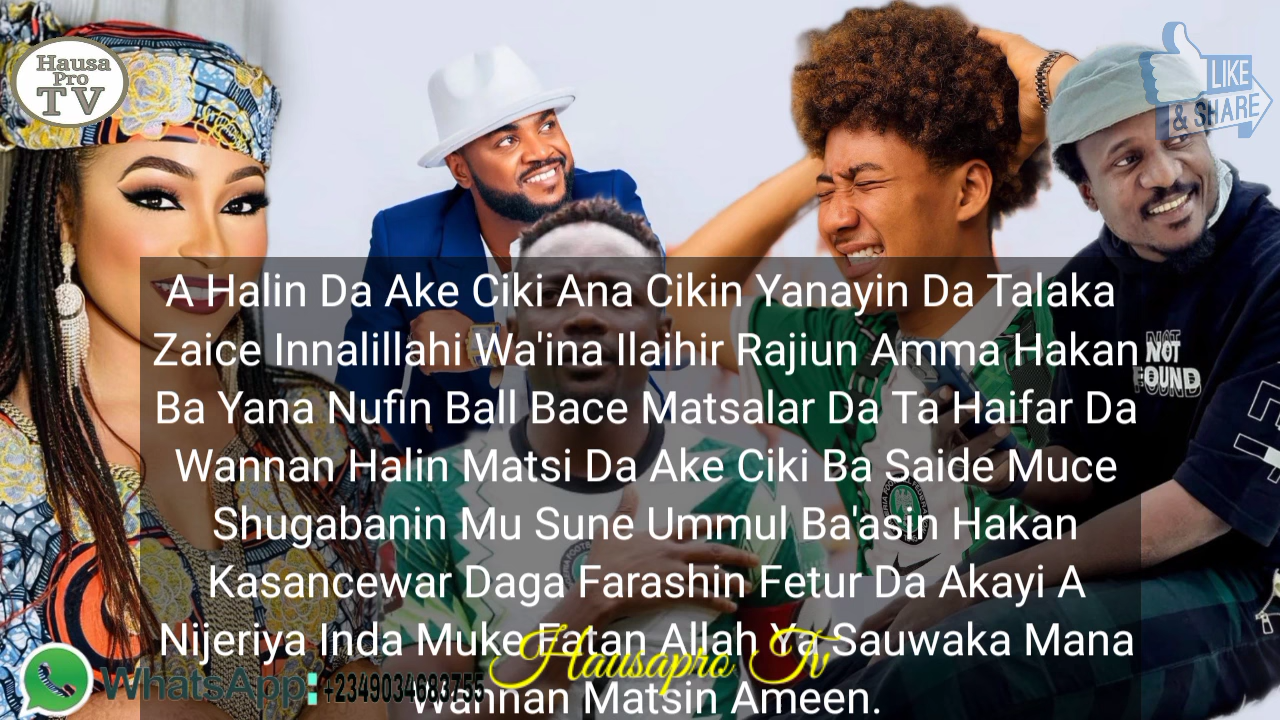 Hausa
Pro
TV
LIKE
& SHARE
NOT
FOUND
A Halin Da Ake Ciki Ana Cikin Yanayin Da Talaka
Zaice Innalillahi Wa'ina Ilaihir Rajiun Amma Hakan
Ba Yana Nufin Ball Bace Matsalar Da Ta Haifar Da
Wannan Halin Matsi Da Ake Ciki Ba Saide Muce
Shugabanin Mu Sune Ummul Ba'asin Hakan
Kasancewar Daga Farashin Fetur Da Akayi A
Nijeriya Inda Muke Fatan Allah Ya Sauwaka Mana
Wannan Matsin Ameen.
Hausapro Tv
WhatsApp:+2349034683755